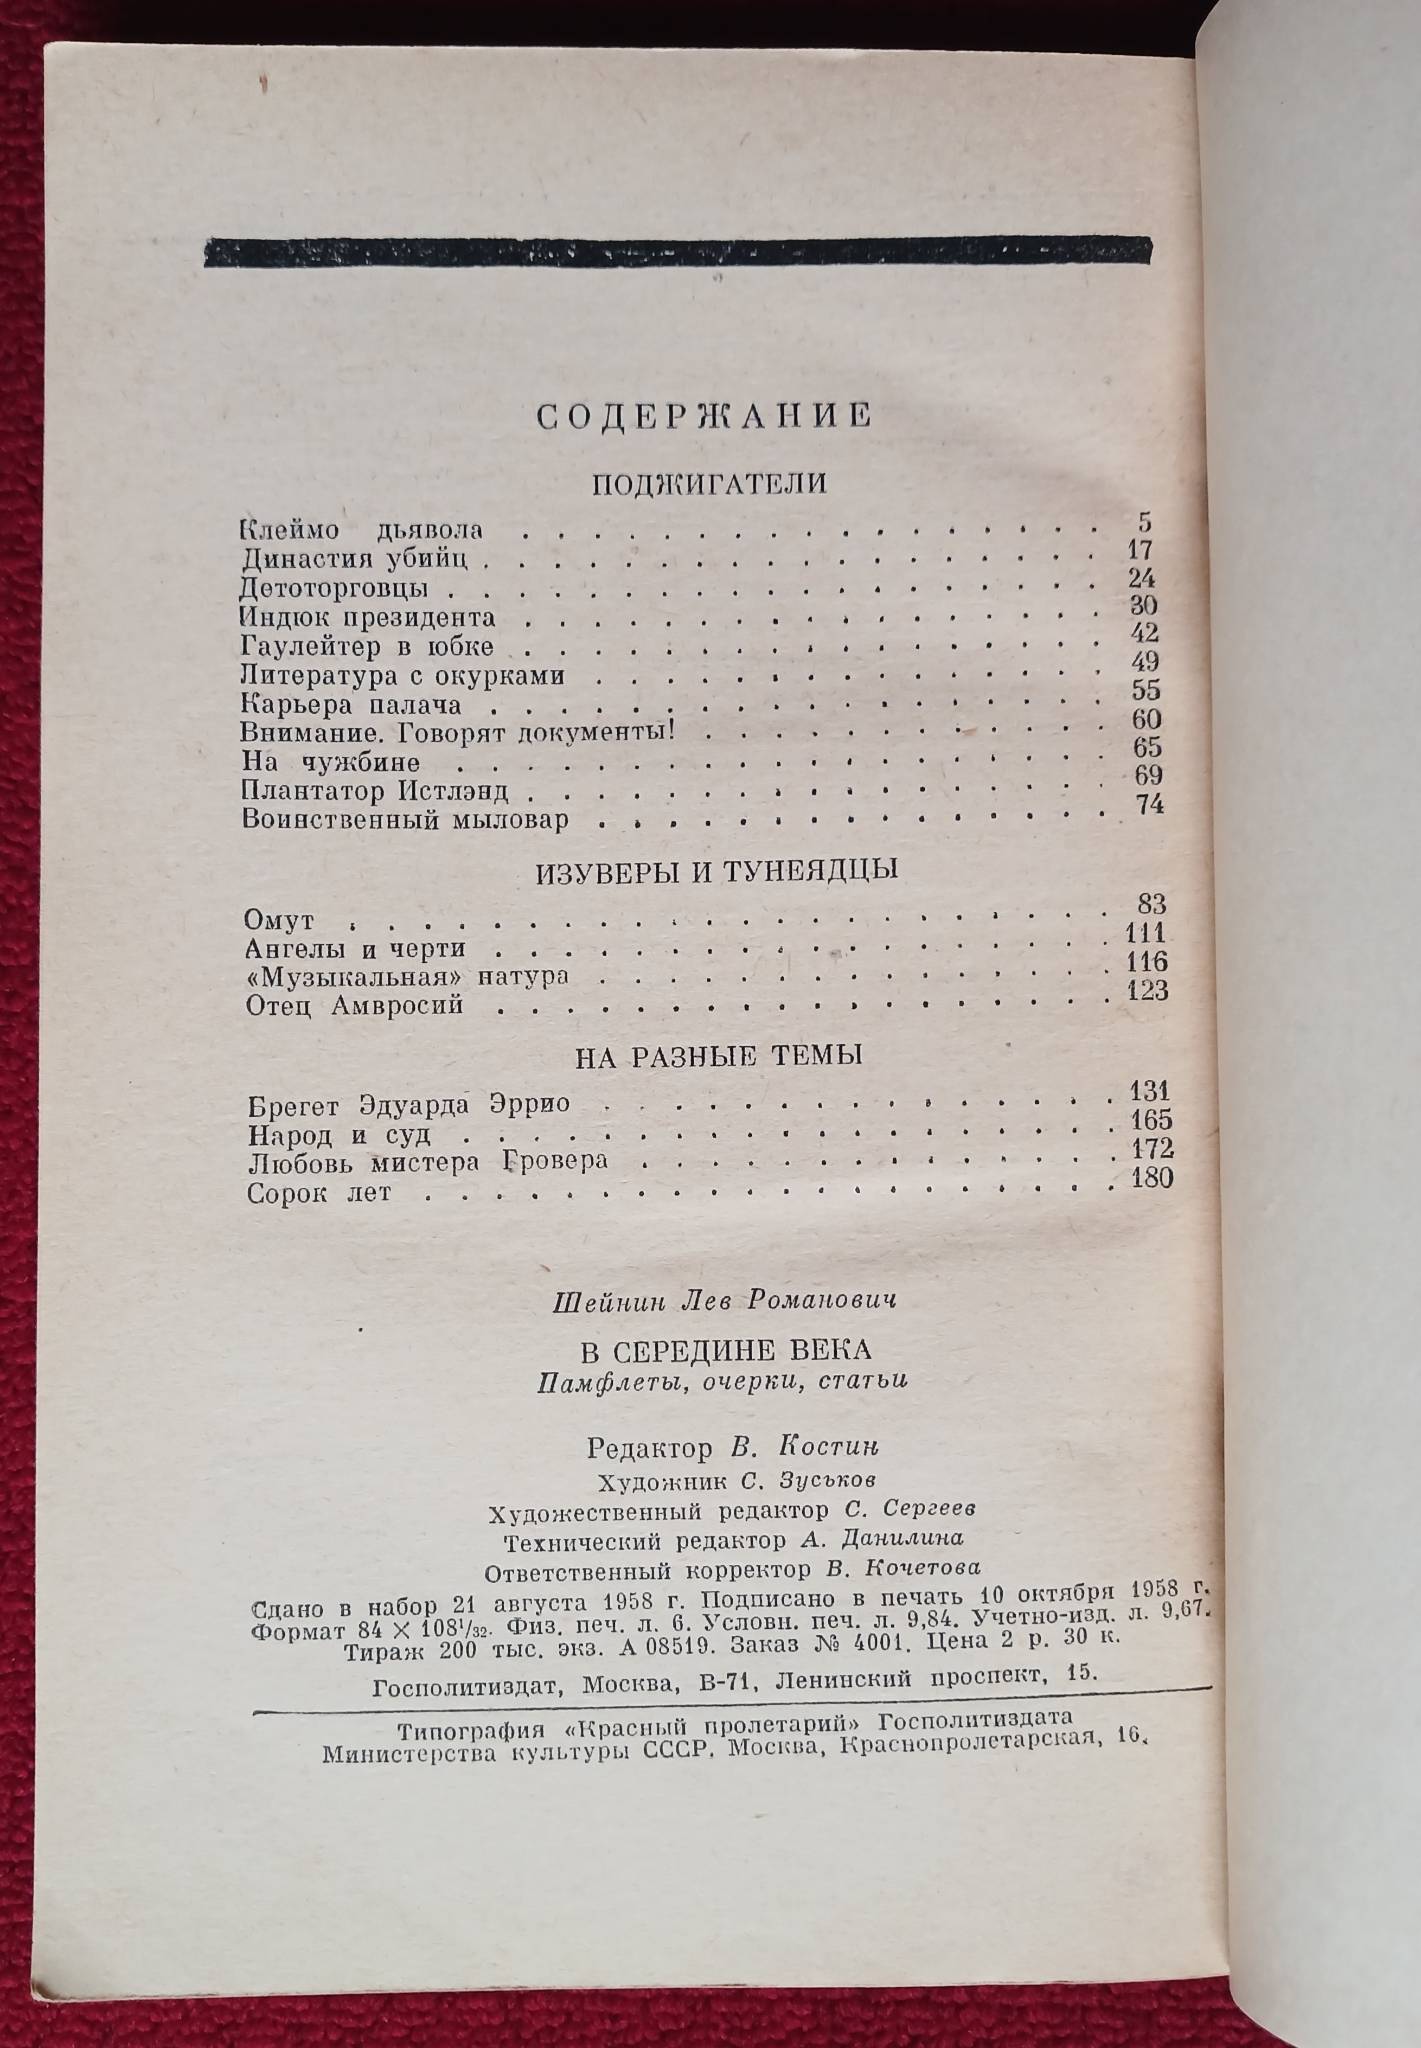 СОДЕРЖАНИЕ
ПОДЖИГАТЕЛИ
Клеймо дьявола . . . . . . . . . . . . . . . . . 5
Династия убийц . . . . . . . . . . . . . . . . . . 17
Детоторговцы . . . . . . . . . . . . . . . . . . . 24
Индюк президента . . . . . . . . . . . . . . . . . 30
Гаулейтер в юбке . . . . . . . . . . . . . . . . . 42
Литература с окурками . . . . . . . . . . . . . . . 49
Карьера палача . . . . . . . . . . . . . . . . . . 55
Внимание. Говорят документы! . . . . . . . . . . . . 60
На чужбине . . . . . . . . . . . . . . . . . . . 65
Плантатор Истлэнд . . . . . . . . . . . . . . . . . 69
Воинственный мыловар . . . . . . . . . . . . . . . 74
ИЗУВЕРЫ И ТУНЕЯДЦЫ
Омут . . . . . . . . . . . . . . . . . . . . . . 83
Ангелы и черти . . . . . . . . . . . . . . . . . . 111
«Музыкальная» натура . . . . . . . . . . . . . . . 116
Отец Амвросий . . . . . . . . . . . . . . . . . . 123
НА РАЗНЫЕ ТЕМЫ
Брегет Эдуарда Эррио . . . . . . . . . . . . . . . 131
Народ и суд . . . . . . . . . . . . . . . . . . . 165
Любовь мистера Гровера . . . . . . . . . . . . . . 172
Сорок лет . . . . . . . . . . . . . . . . . . . . 180
Шейнин Лев Романович
В СЕРЕДИНЕ ВЕКА
Памфлеты, очерки, статьи
Редактор В. Костин
Художник С. Зуськов
Художественный редактор С. Сергеев
Технический редактор А. Данилина
Ответственный корректор В. Кочетова
Сдано в набор 21 августа 1958 г. Подписано в печать 10 октября 1958 г.
Формат 84 × 108¹/₃₂. Физ. печ. л. 6. Условн. печ. л. 9,84. Учетно-изд. л. 9,67.
Тираж 200 тыс. экз. А 08519. Заказ № 4001. Цена 2 р. 30 к.
Госполитиздат, Москва, В-71, Ленинский проспект, 15.
Типография «Красный пролетарий» Госполитиздата
Министерства культуры СССР. Москва, Краснопролетарская, 16.